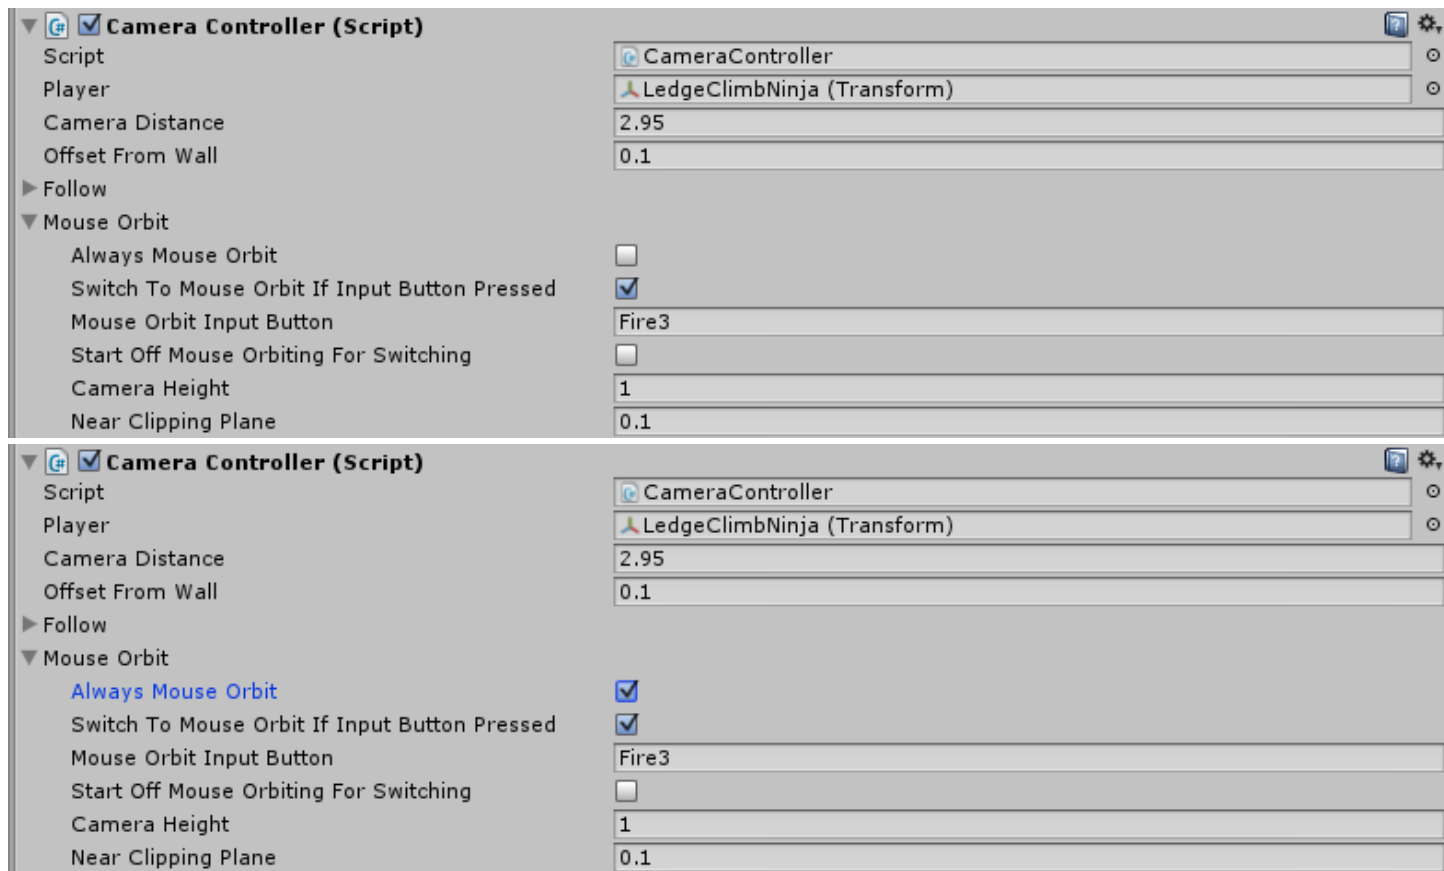 Camera Controller (Script)
Script CameraController
Player LedgeClimbNinja (Transform)
Camera Distance 2.95
Offset From Wall 0.1
Follow
Mouse Orbit
Always Mouse Orbit
Switch To Mouse Orbit If Input Button Pressed
Mouse Orbit Input Button Fire3
Start Off Mouse Orbiting For Switching
Camera Height 1
Near Clipping Plane 0.1
Camera Controller (Script)
Script CameraController
Player LedgeClimbNinja (Transform)
Camera Distance 2.95
Offset From Wall 0.1
Follow
Mouse Orbit
Always Mouse Orbit
Switch To Mouse Orbit If Input Button Pressed
Mouse Orbit Input Button Fire3
Start Off Mouse Orbiting For Switching
Camera Height 1
Near Clipping Plane 0.1